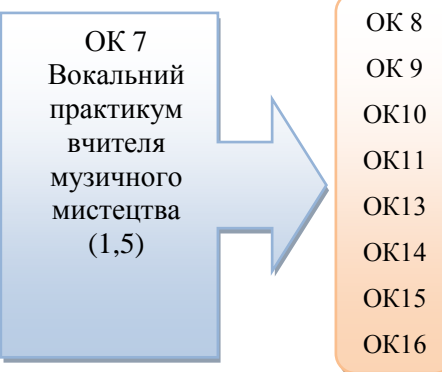 ОК 7
Вокальний
практикум
вчителя
музичного
мистецтва
(1,5)
ОК 8
ОК 9
ОК10
ОК11
ОК13
ОК14
ОК15
ОК16